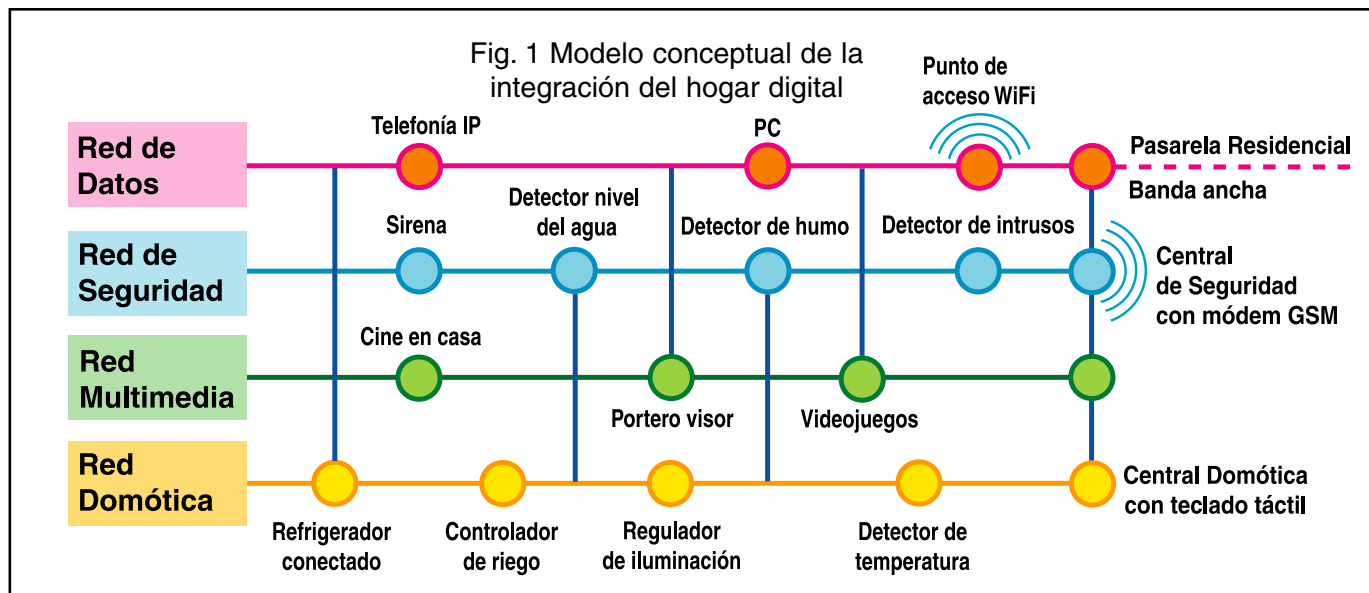 Fig. 1 Modelo conceptual de la
integración del hogar digital
Punto de
acceso WiFi
Red de
Datos
Telefonía IP
PC
Pasarela Residencial
Banda ancha
Red de
Seguridad
Sirena
Detector nivel
del agua
Detector de humo
Detector de intrusos
Central
de Seguridad
con módem GSM
Red
Multimedia
Cine en casa
Portero visor
Videojuegos
Red
Domótica
Refrigerador
conectado
Controlador
de riego
Regulador
de iluminación
Detector de
temperatura
Central Domótica
con teclado táctil